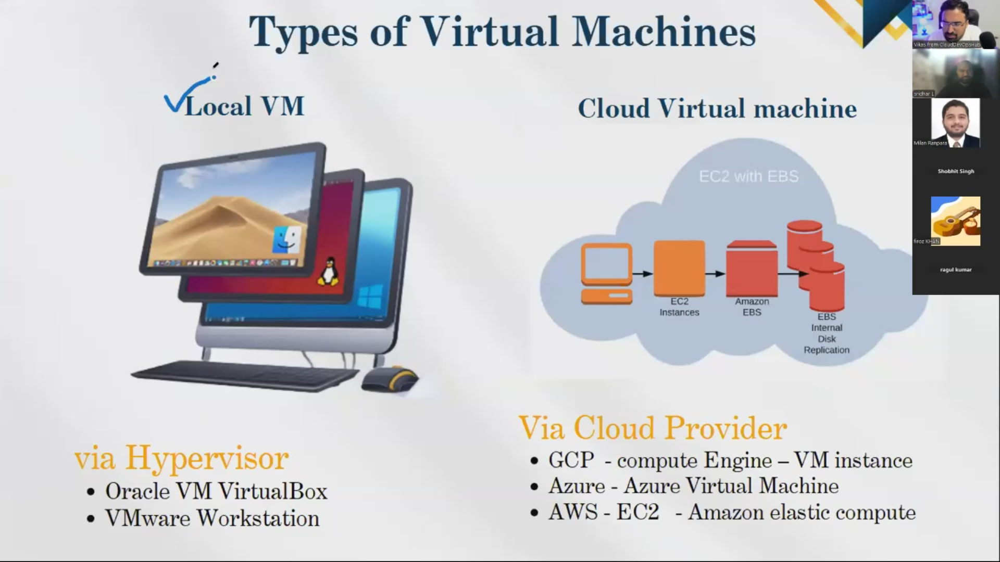 Types of Virtual Machines
Local VM
Cloud Virtual machine
EC2 with EBS
EC2
Instances
Amazon
EBS
EBS
Internal
Disk
Replication
via Hypervisor
• Oracle VM VirtualBox
• VMware Workstation
Via Cloud Provider
• GCP - compute Engine – VM instance
• Azure - Azure Virtual Machine
• AWS - EC2 - Amazon elastic compute
Vikas from CloudDevOpsHub
sridhar L
Milan Ranpara
Shobhit Singh
firoz KHAN
ragul kumar